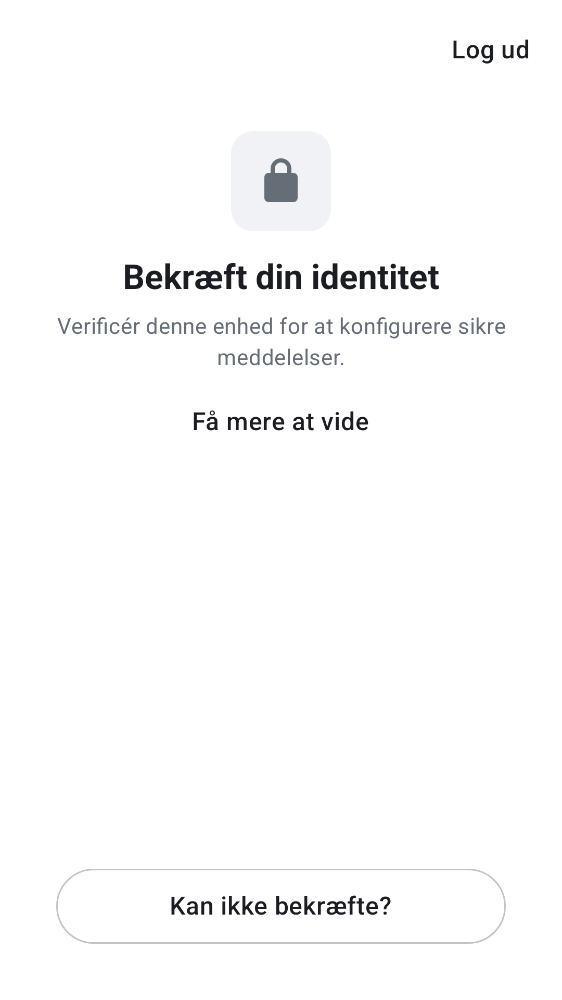 Log ud
Bekræft din identitet
Verificér denne enhed for at konfigurere sikre
meddelelser.
Få mere at vide
Kan ikke bekræfte?